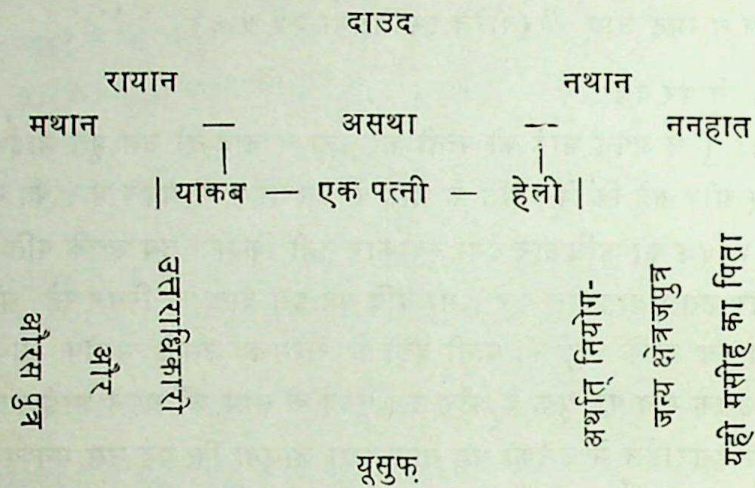 दाउद
रायान नथान
मथान — असथा — ननहात
| याकब — एक पत्नी — हेली |
औरस पुत्र
और
उत्तराधिकारी
अर्थात् नियोग-
जन्य क्षेत्रजपुत्र
यही मसीह का पिता
यूसुफ़